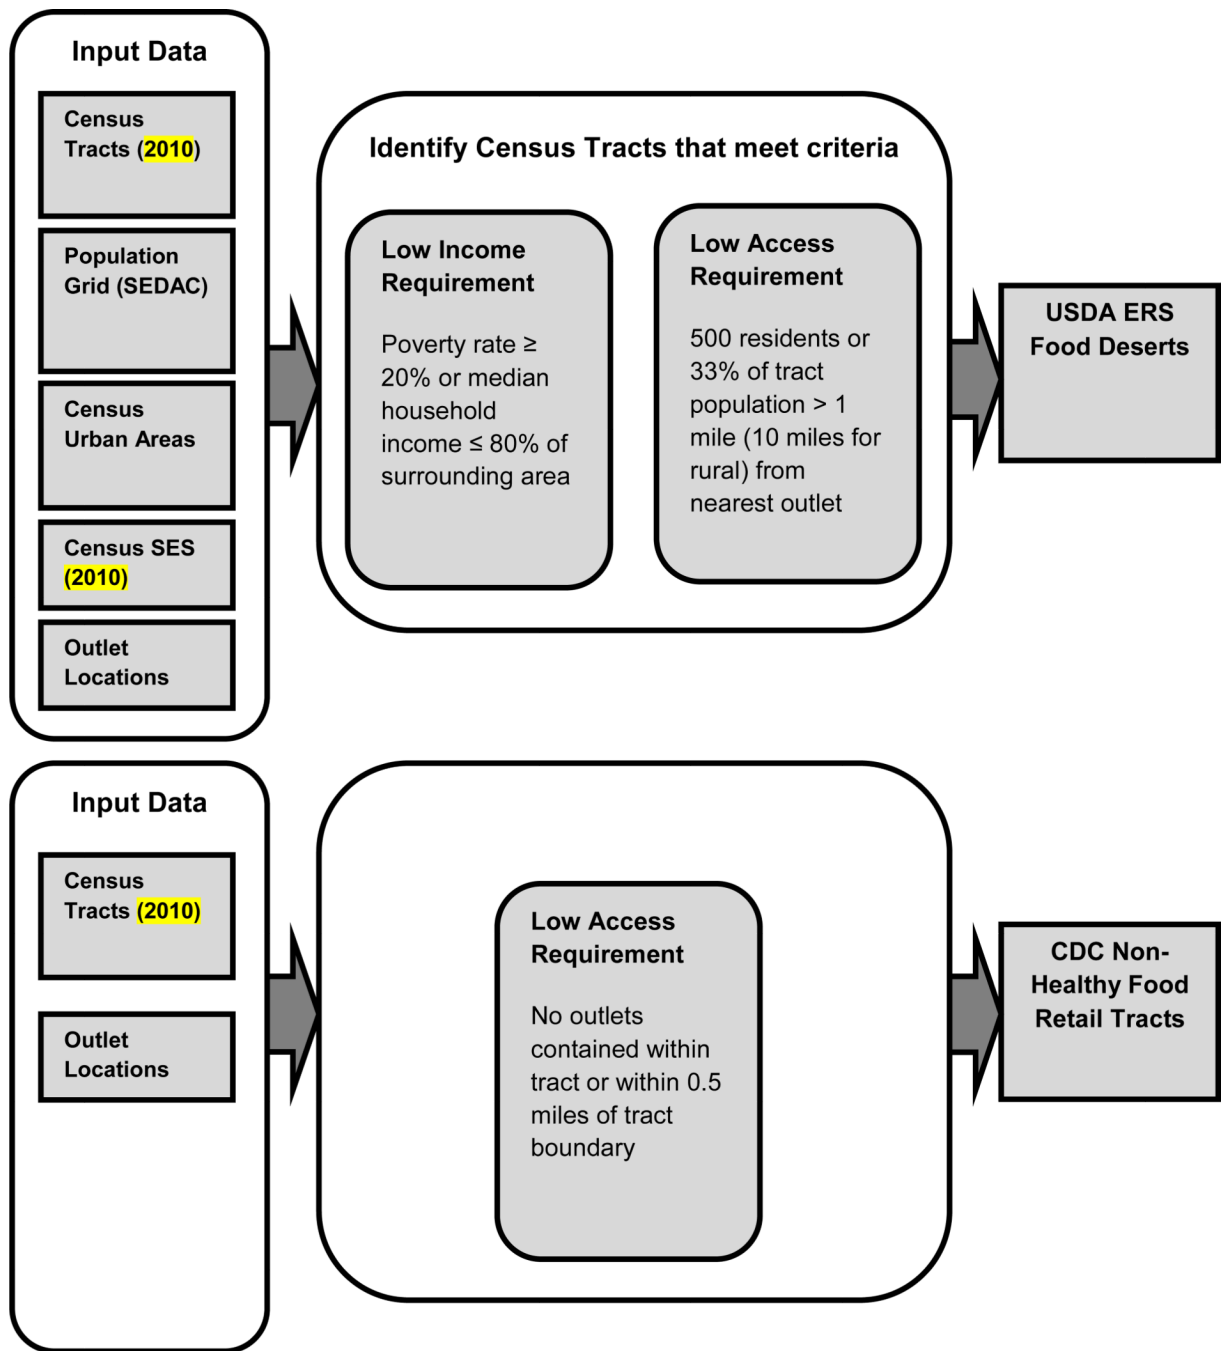 Input Data
Census
Tracts (2010)
Population
Grid (SEDAC)
Census
Urban Areas
Census SES
(2010)
Outlet
Locations
Identify Census Tracts that meet criteria
Low Income
Requirement
Poverty rate ≥
20% or median
household
income ≤ 80% of
surrounding area
Low Access
Requirement
500 residents or
33% of tract
population > 1
mile (10 miles for
rural) from
nearest outlet
USDA ERS
Food Deserts
Input Data
Census
Tracts (2010)
Outlet
Locations
Low Access
Requirement
No outlets
contained within
tract or within 0.5
miles of tract
boundary
CDC Non-
Healthy Food
Retail Tracts